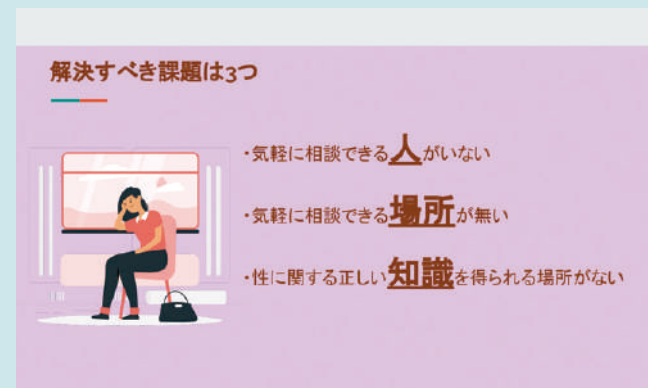 解決すべき課題は3つ
・気軽に相談できる人がいない
・気軽に相談できる場所が無い
・性に関する正しい知識を得られる場所がない